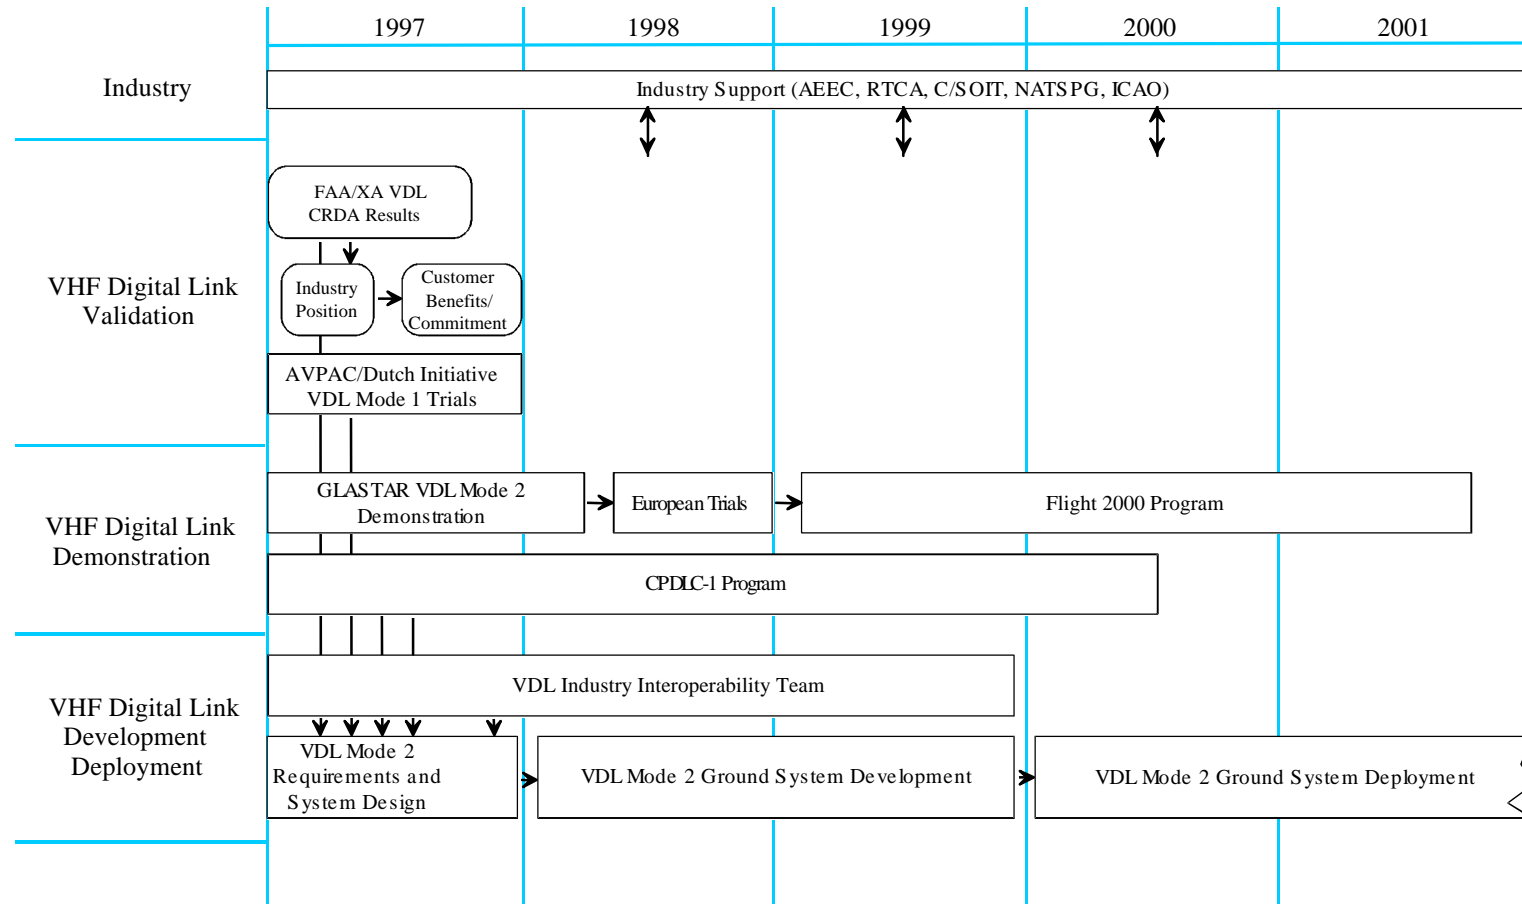 1997
1998
1999
2000
2001
Industry
Industry Support (AEEC, RTCA, C/SOIT, NATSPG, ICAO)
VHF Digital Link
Validation
FAA/XA VDL
CRDA Results
Industry
Position
Customer
Benefits/
Commitment
AVPAC/Dutch Initiative
VDL Mode 1 Trials
VHF Digital Link
Demonstration
GLASTAR VDL Mode 2
Demonstration
European Trials
Flight 2000 Program
CPDLC-1 Program
VHF Digital Link
Development
Deployment
VDL Industry Interoperability Team
VDL Mode 2
Requirements and
System Design
VDL Mode 2 Ground System Development
VDL Mode 2 Ground System Deployment